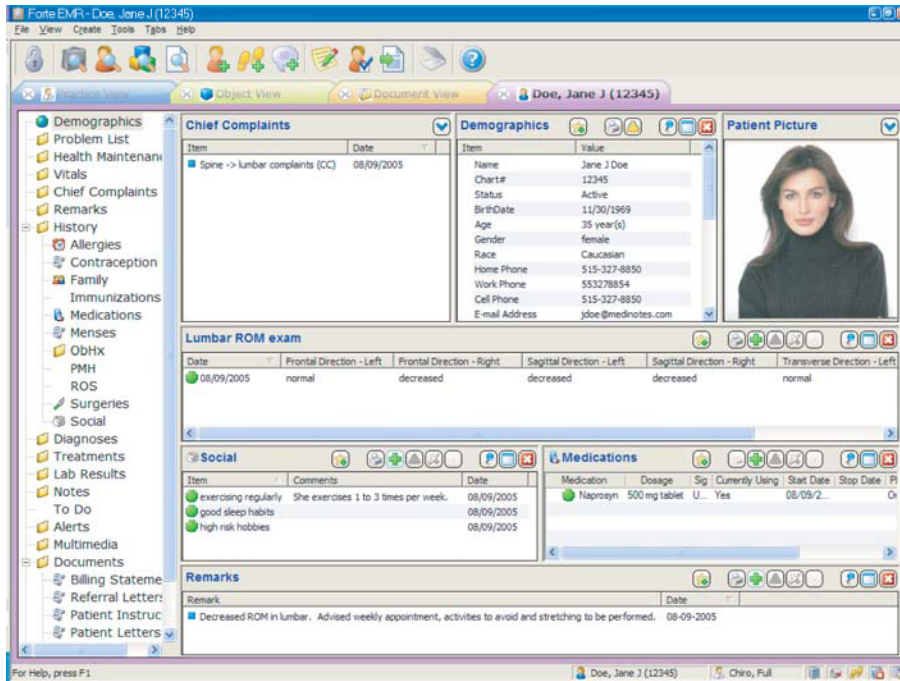 Forte EMR - Doe, Jane J (12345)
File View Create Tools Tabs Help
Practice View Object View Document View Doe, Jane J (12345)
Demographics
Problem List
Health Maintenanc
Vitals
Chief Complaints
Remarks
History
Allergies
Contraception
Family
Immunizations
Medications
Menses
ObHx
PMH
ROS
Surgeries
Social
Diagnoses
Treatments
Lab Results
Notes
To Do
Alerts
Multimedia
Documents
Billing Stateme
Referral Letter
Patient Instruc
Patient Letters
Chief Complaints
Item Date
Spine -> lumbar complaints (CC) 08/09/2005
Demographics
Item Value
Name Jane J Doe
Chart# 12345
Status Active
BirthDate 11/30/1969
Age 35 year(s)
Gender female
Race Caucasian
Home Phone 515-327-8850
Work Phone 553278854
Cell Phone 515-327-8850
E-mail Address jdoe@medinotes.com
Patient Picture
Lumbar ROM exam
Date Frontal Direction - Left Frontal Direction - Right Sagittal Direction - Left Sagittal Direction - Right Transverse Direction - Left
08/09/2005 normal decreased decreased decreased normal
Social
Item Comments Date
exercising regularly She exercises 1 to 3 times per week. 08/09/2005
good sleep habits 08/09/2005
high risk hobbies 08/09/2005
Medications
Medication Dosage Sig Currently Using Start Date Stop Date Pl
Naprosyn 500 mg tablet U... Yes 08/09/2... Or
Remarks
Remark Date
Decreased ROM in lumbar. Advised weekly appointment, activities to avoid and stretching to be performed. 08-09-2005
For Help, press F1 Doe, Jane J (12345) Chiro, Full